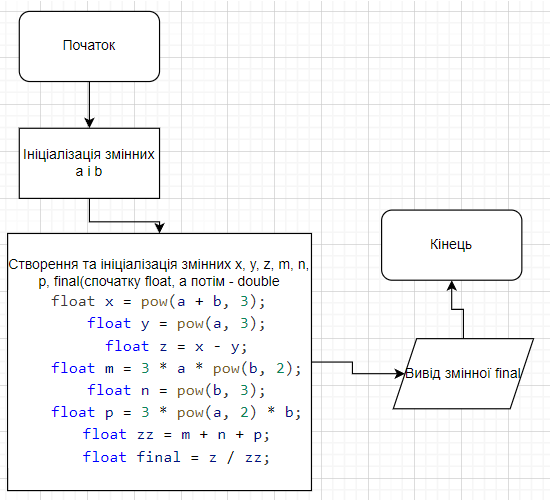 Початок
Ініціалізація змінних
а і b
Створення та ініціалізація змінних x, y, z, m, n,
p, final(спочатку float, а потім - double
float x = pow(a + b, 3);
float y = pow(a, 3);
float z = x - y;
float m = 3 * a * pow(b, 2);
float n = pow(b, 3);
float p = 3 * pow(a, 2) * b;
float zz = m + n + p;
float final = z / zz;
Кінець
Вивід змінної final